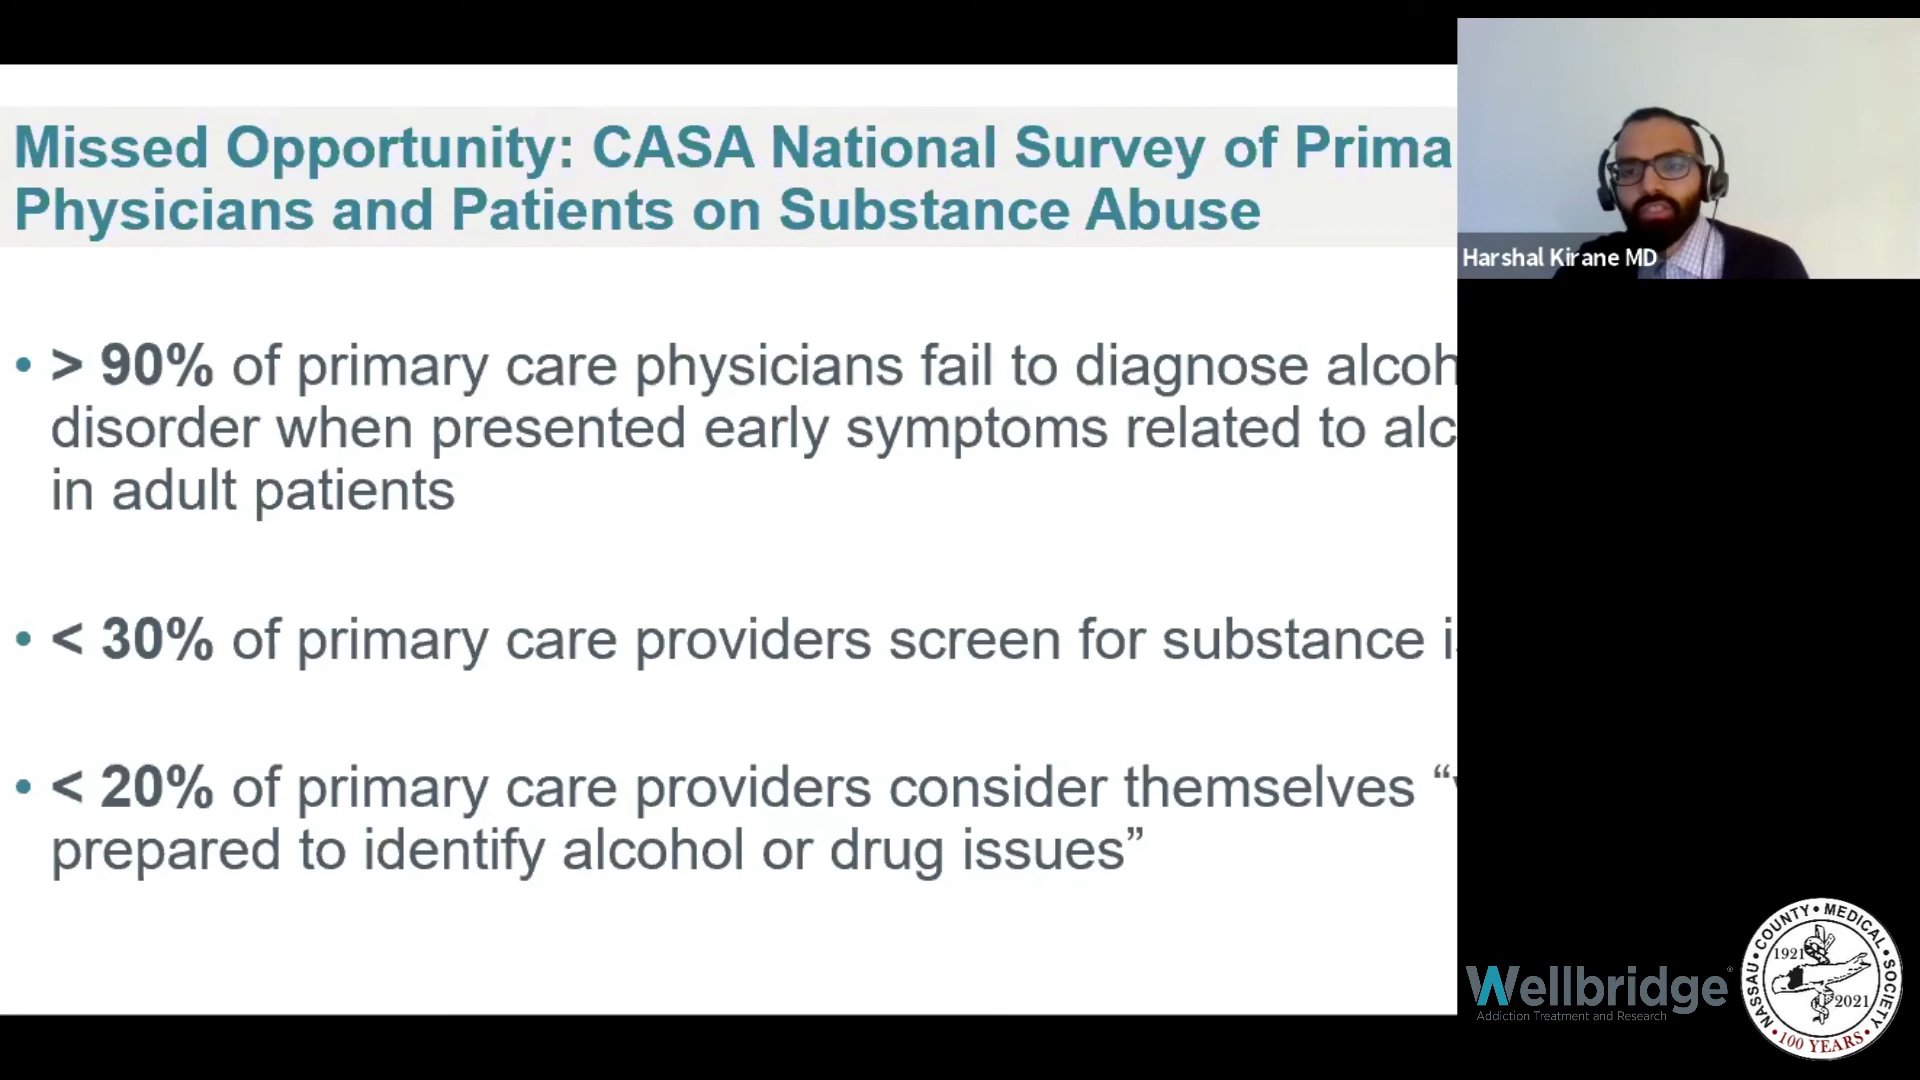 Missed Opportunity: CASA National Survey of Prima
Physicians and Patients on Substance Abuse
• > 90% of primary care physicians fail to diagnose alcoh
disorder when presented early symptoms related to alc
in adult patients
• < 30% of primary care providers screen for substance i
• < 20% of primary care providers consider themselves “
prepared to identify alcohol or drug issues”
Harshal Kirane MD
Wellbridge
Addiction Treatment and Research
NASSAU • COUNTY • MEDICAL • SOCIETY
1921
2021
• 100 YEARS •